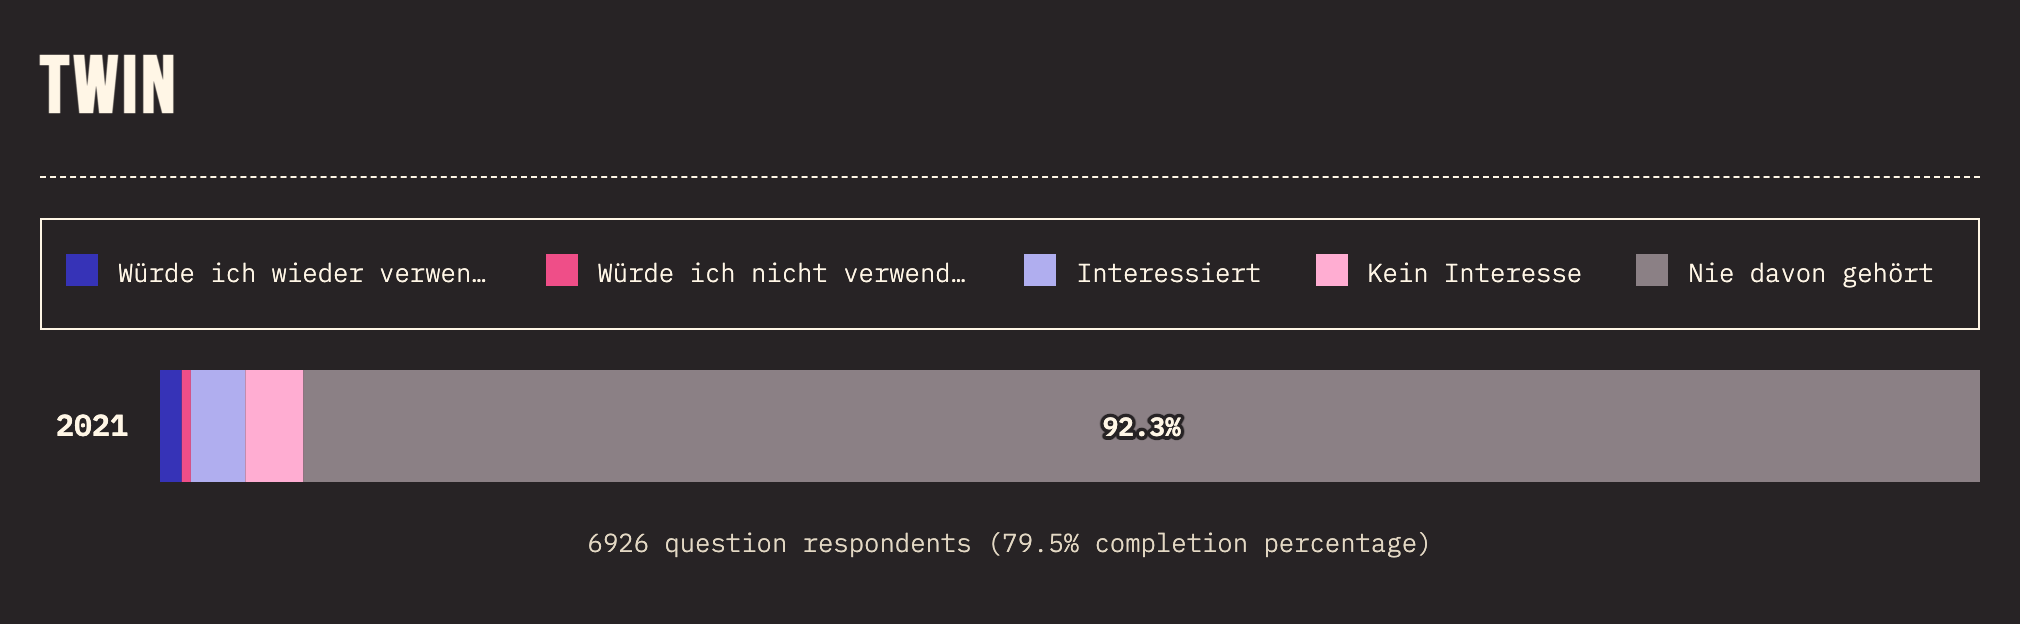 TWIN
Würde ich wieder verwen… Würde ich nicht verwend… Interessiert Kein Interesse Nie davon gehört
2021 92.3%
6926 question respondents (79.5% completion percentage)